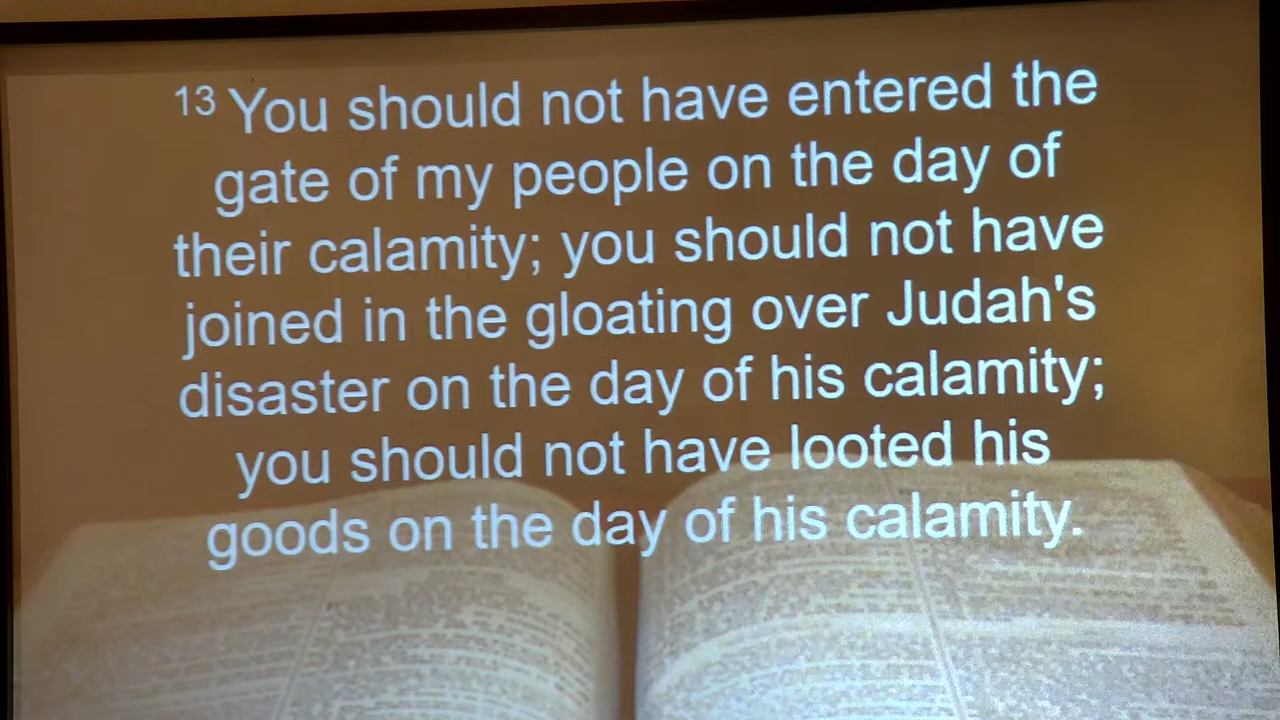 13 You should not have entered the
gate of my people on the day of
their calamity; you should not have
joined in the gloating over Judah's
disaster on the day of his calamity;
you should not have looted his
goods on the day of his calamity.